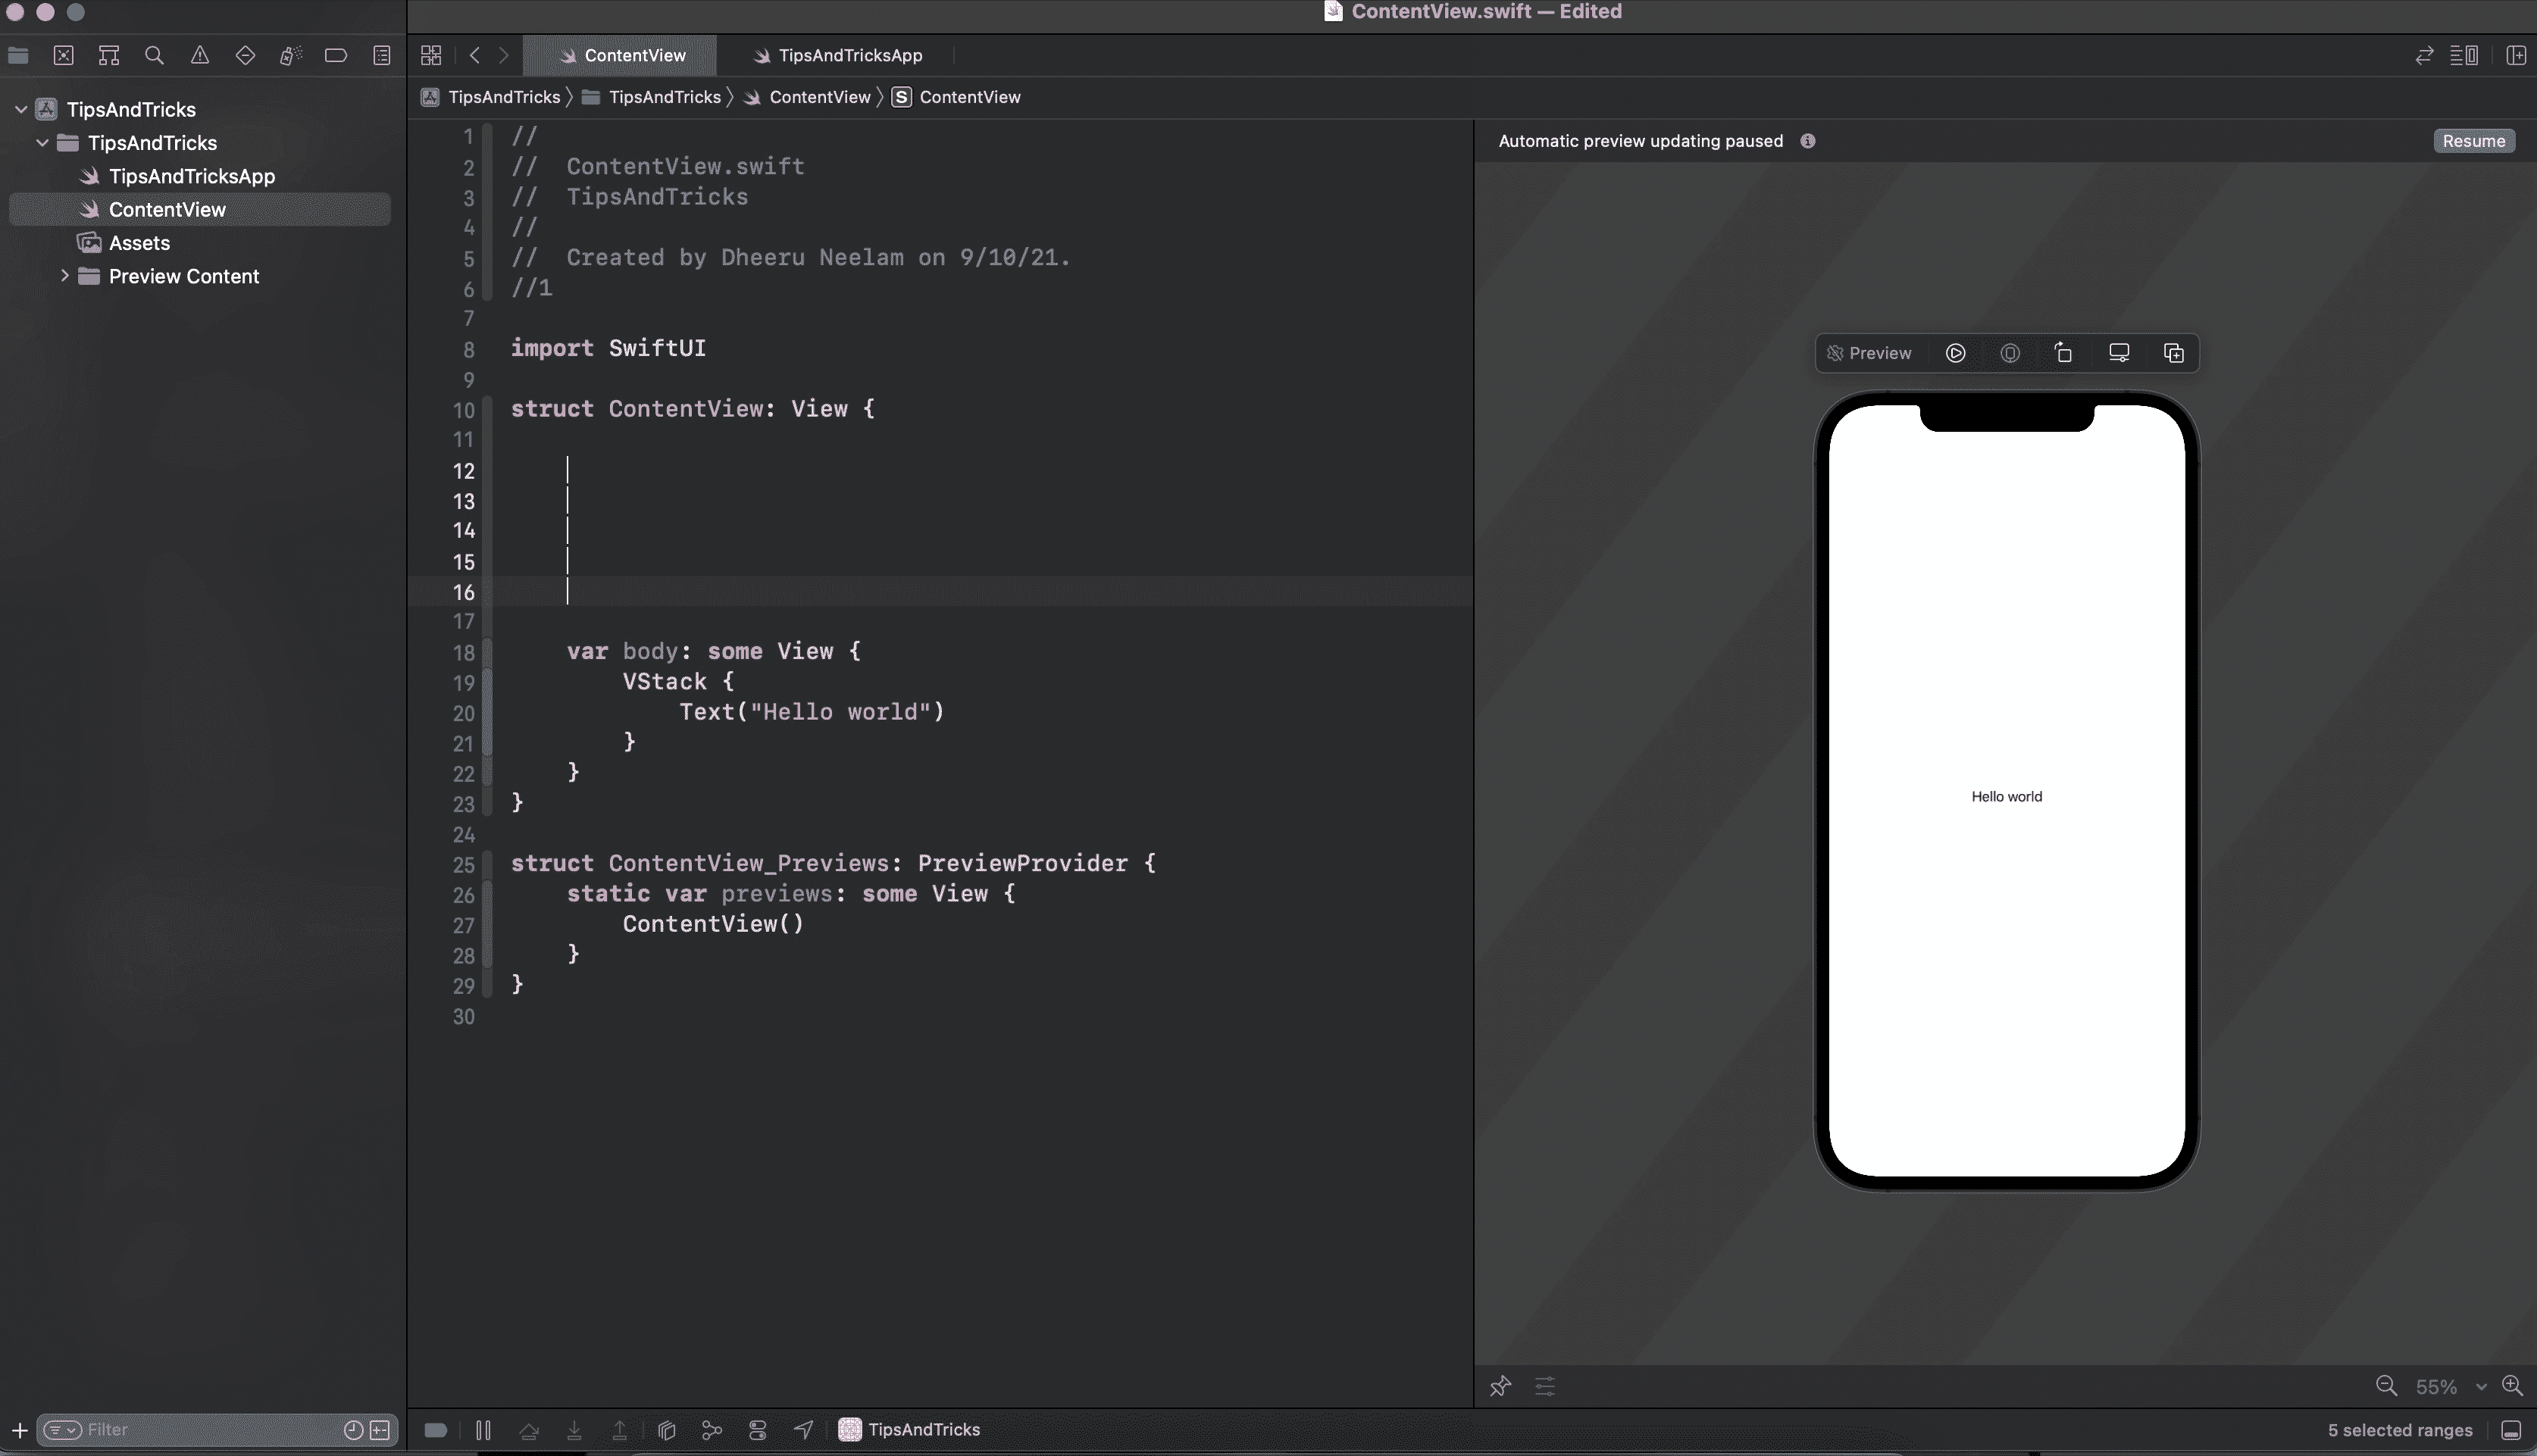 ContentView.swift — Edited
ContentView
TipsAndTricksApp
TipsAndTricks
TipsAndTricks
ContentView
S ContentView
TipsAndTricks
TipsAndTricks
TipsAndTricksApp
ContentView
Assets
Preview Content
Filter
1 //
2 //  ContentView.swift
3 //  TipsAndTricks
4 //
5 //  Created by Dheeru Neelam on 9/10/21.
6 //1
7
8 import SwiftUI
9
10 struct ContentView: View {
11
12
13
14
15
16
17
18     var body: some View {
19         VStack {
20             Text("Hello world")
21         }
22     }
23 }
24
25 struct ContentView_Previews: PreviewProvider {
26     static var previews: some View {
27         ContentView()
28     }
29 }
30
Automatic preview updating paused
Resume
Preview
Hello world
55%
TipsAndTricks
5 selected ranges